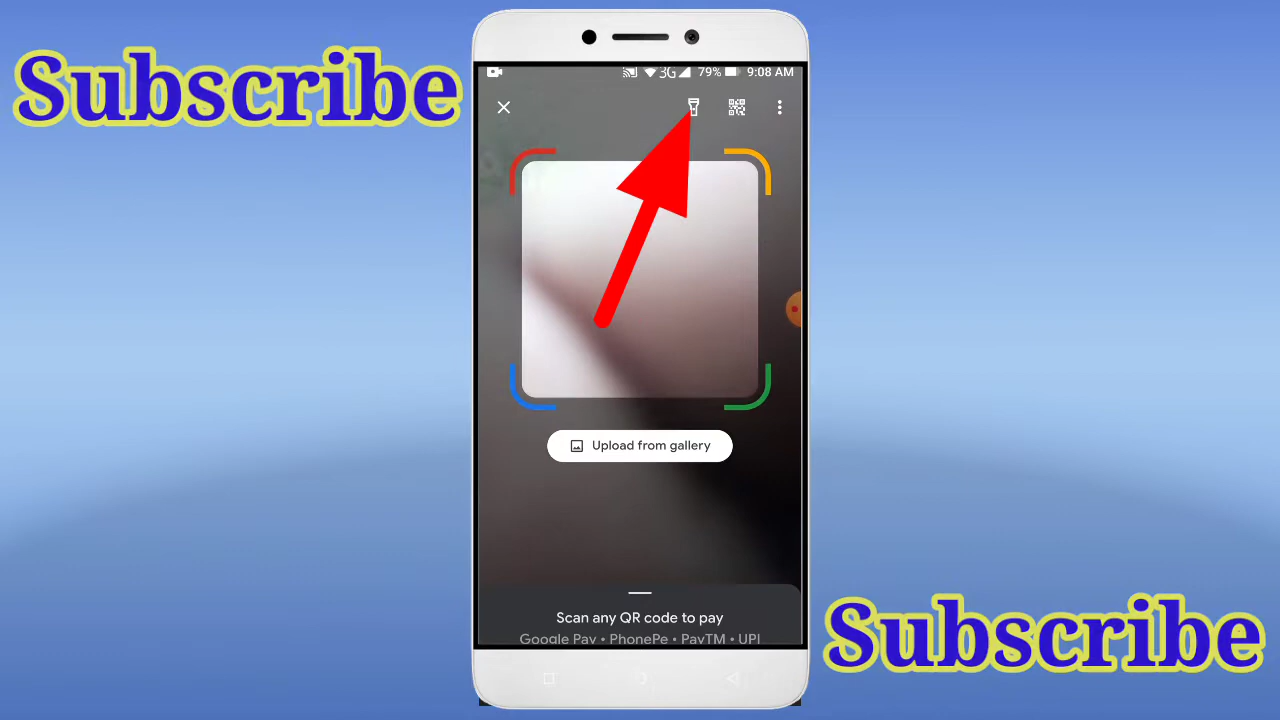 Subscribe
3G 79% 9:08 AM
Upload from gallery
Scan any QR code to pay
Google Pay • PhonePe • PayTM • UPI
Subscribe